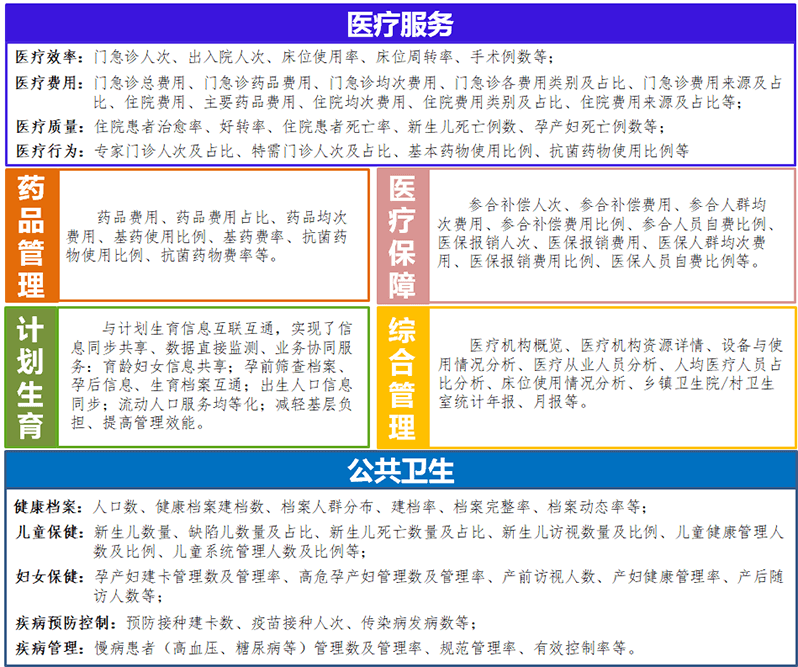 医疗服务
医疗效率：门急诊人次、出入院人次、床位使用率、床位周转率、手术例数等；
医疗费用：门急诊总费用、门急诊药品费用、门急诊均次费用、门急诊各费用类别及占比、门急诊费用来源及占
比、住院费用、主要药品费用、住院均次费用、住院费用类别及占比、住院费用来源及占比等；
医疗质量：住院患者治愈率、好转率、住院患者死亡率、新生儿死亡例数、孕产妇死亡例数等；
医疗行为：专家门诊人次及占比、特需门诊人次及占比、基本药物使用比例、抗菌药物使用比例等
药品管理
药品费用、药品费用占比、药品均次
费用、基药使用比例、基药费率、抗菌药
物使用比例、抗菌药物费率等。
医疗保障
参合补偿人次、参合补偿费用、参合人群均
次费用、参合补偿费用比例、参合人员自费比例、
医保报销人次、医保报销费用、医保人群均次费
用、医保报销费用比例、医保人员自费比例等。
计划生育
与计划生育信息互联互通，实现了信
息同步共享、数据直接监测、业务协同服
务：育龄妇女信息共享；孕前筛查档案、
孕后信息、生育档案互通；出生人口信息
同步；流动人口服务均等化；减轻基层负
担、提高管理效能。
综合管理
医疗机构概览、医疗机构资源详情、设备与使
用情况分析、医疗从业人员分析、人均医疗人员占
比分析、床位使用情况分析、乡镇卫生院/村卫生
室统计年报、月报等。
公共卫生
健康档案：人口数、健康档案建档数、档案人群分布、建档率、档案完整率、档案动态率等；
儿童保健：新生儿数量、缺陷儿数量及占比、新生儿死亡数量及占比、新生儿访视数量及比例、儿童健康管理人
数及比例、儿童系统管理人数及比例等；
妇女保健：孕产妇建卡管理数及管理率、高危孕产妇管理数及管理率、产前访视人数、产妇健康管理率、产后随
访人数等；
疾病预防控制：预防接种建卡数、疫苗接种人次、传染病发病数等；
疾病管理：慢病患者（高血压、糖尿病等）管理数及管理率、规范管理率、有效控制率等。